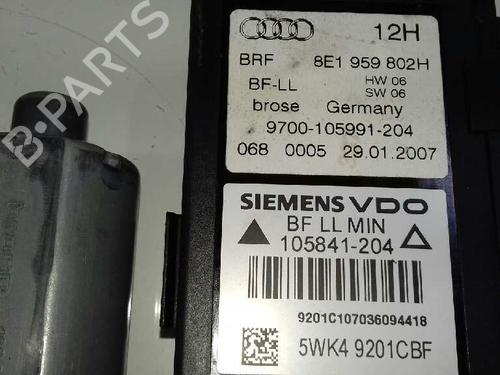 12H
BRF 8E1 959 802H
BF-LL HW 06
SW 06
brose Germany
9700-105991-204
068 0005 29.01.2007
SIEMENS VDO
BF LL MIN
105841-204
9201C107036094418
5WK4 9201CBF
B-PARTS